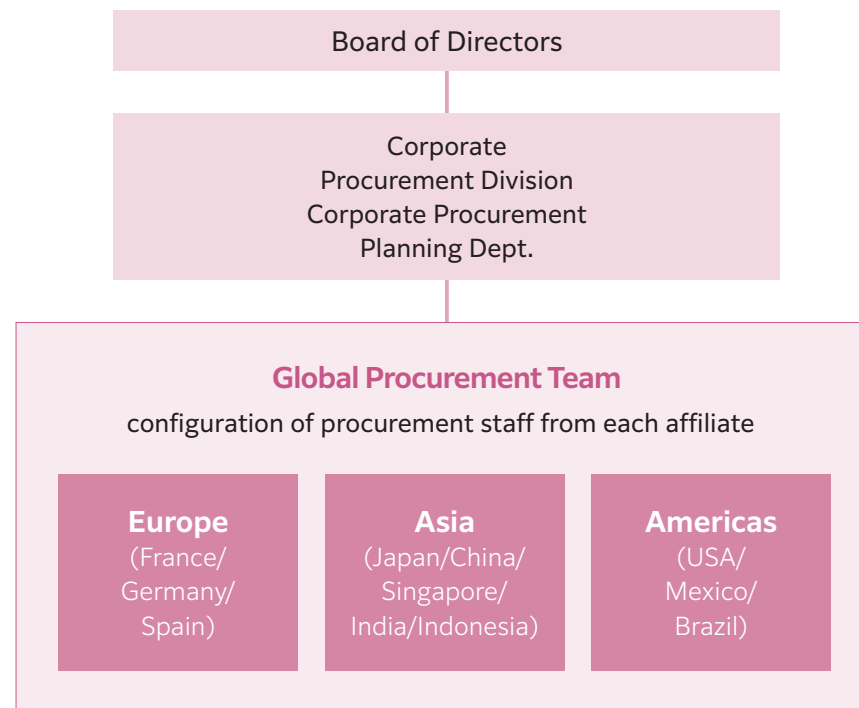 Board of Directors
Corporate
Procurement Division
Corporate Procurement
Planning Dept.
Global Procurement Team
configuration of procurement staff from each affiliate
Europe
(France/
Germany/
Spain)
Asia
(Japan/China/
Singapore/
India/Indonesia)
Americas
(USA/
Mexico/
Brazil)